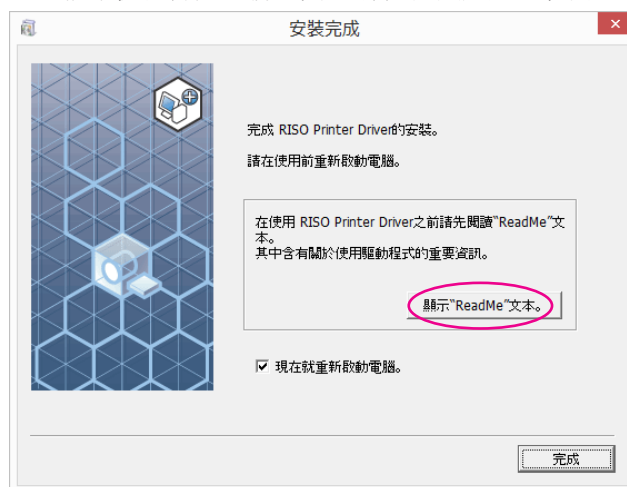 安裝完成
完成 RISO Printer Driver的安裝。
請在使用前重新啟動電腦。
在使用 RISO Printer Driver之前請先閱讀"ReadMe"文
本。
其中含有關於使用驅動程式的重要資訊。
顯示"ReadMe"文本。
現在就重新啟動電腦。
完成